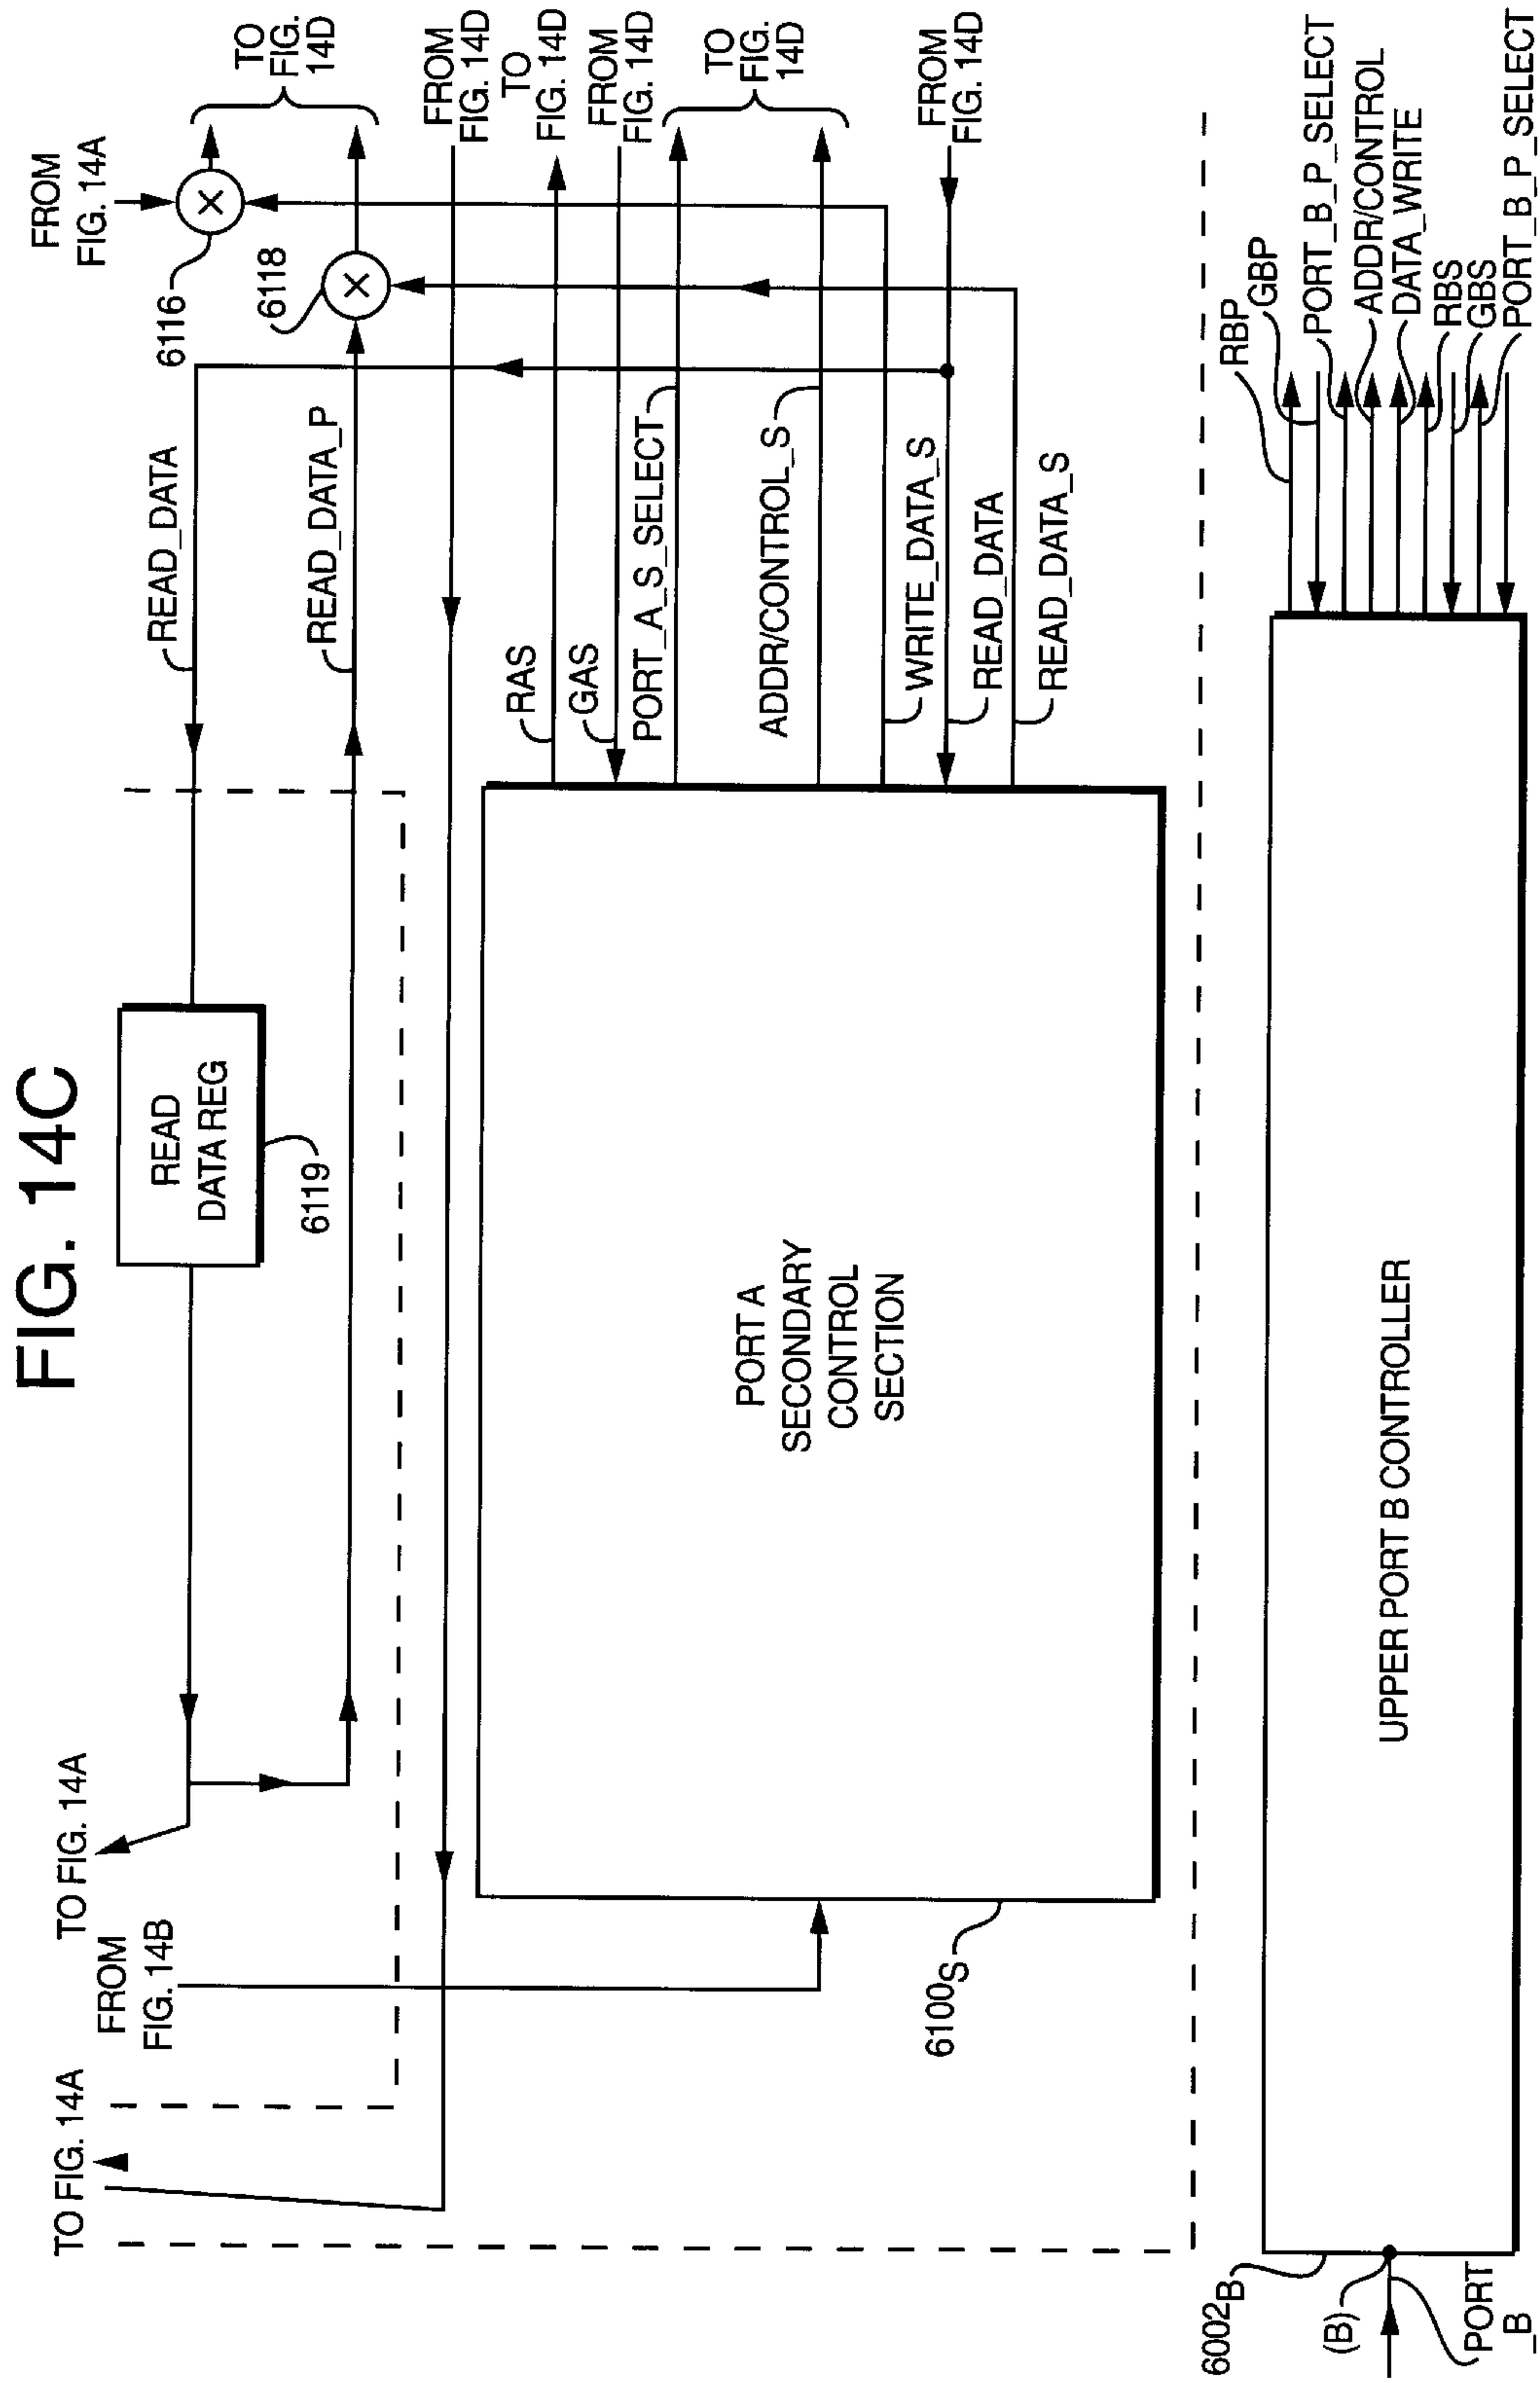 FIG. 14C
TO FIG. 14A
TO FIG. 14A
FROM
FIG. 14B
READ
DATA REG
6119
READ_DATA
READ_DATA_P
FROM
FIG. 14A
6116
6118
TO
FIG.
14D
FROM
FIG. 14D
TO
FIG. 14D
FROM
FIG. 14D
TO
FIG.
14D
FROM
FIG. 14D
RAS
GAS
PORT_A_S_SELECT
ADDR/CONTROL_S
WRITE_DATA_S
READ_DATA
READ_DATA_S
PORT A
SECONDARY
CONTROL
SECTION
6100S
6002B
(B)
PORT
_B
UPPER PORT B CONTROLLER
RBP
GBP
PORT_B_P_SELECT
ADDR/CONTROL
DATA_WRITE
RBS
GBS
PORT_B_P_SELECT